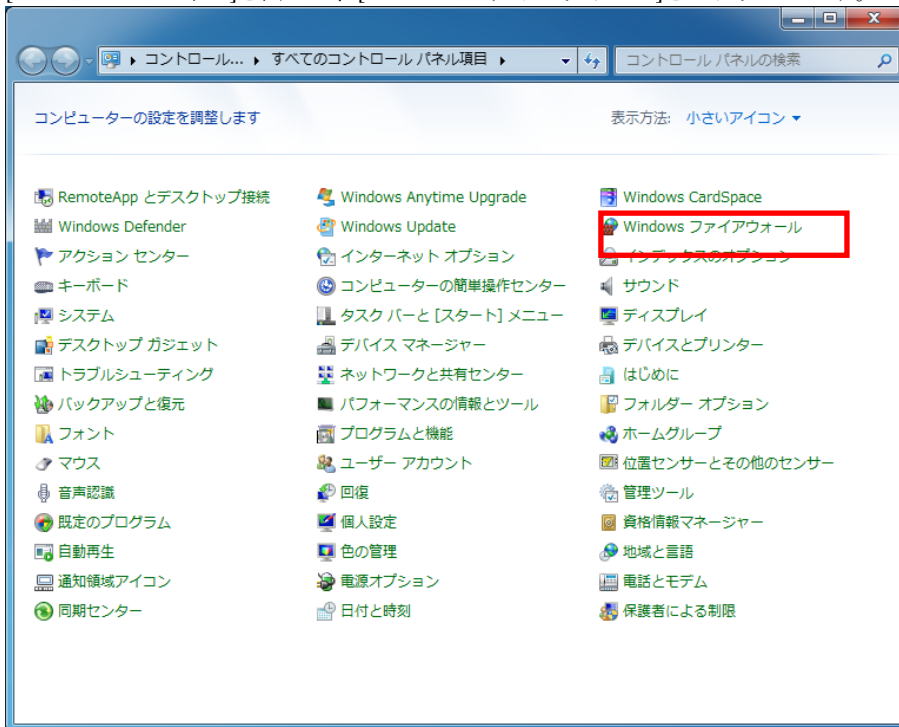 コントロール... すべてのコントロール パネル項目 コントロール パネルの検索
コンピューターの設定を調整します 表示方法: 小さいアイコン
RemoteApp とデスクトップ接続 Windows Anytime Upgrade Windows CardSpace
Windows Defender Windows Update Windows ファイアウォール
アクション センター インターネット オプション インデックスのオプション
キーボード コンピューターの簡単操作センター サウンド
システム タスク バーと [スタート] メニュー ディスプレイ
デスクトップ ガジェット デバイス マネージャー デバイスとプリンター
トラブルシューティング ネットワークと共有センター はじめに
バックアップと復元 パフォーマンスの情報とツール フォルダー オプション
フォント プログラムと機能 ホームグループ
マウス ユーザー アカウント 位置センサーとその他のセンサー
音声認識 回復 管理ツール
既定のプログラム 個人設定 資格情報マネージャー
自動再生 色の管理 地域と言語
通知領域アイコン 電源オプション 電話とモデム
同期センター 日付と時刻 保護者による制限